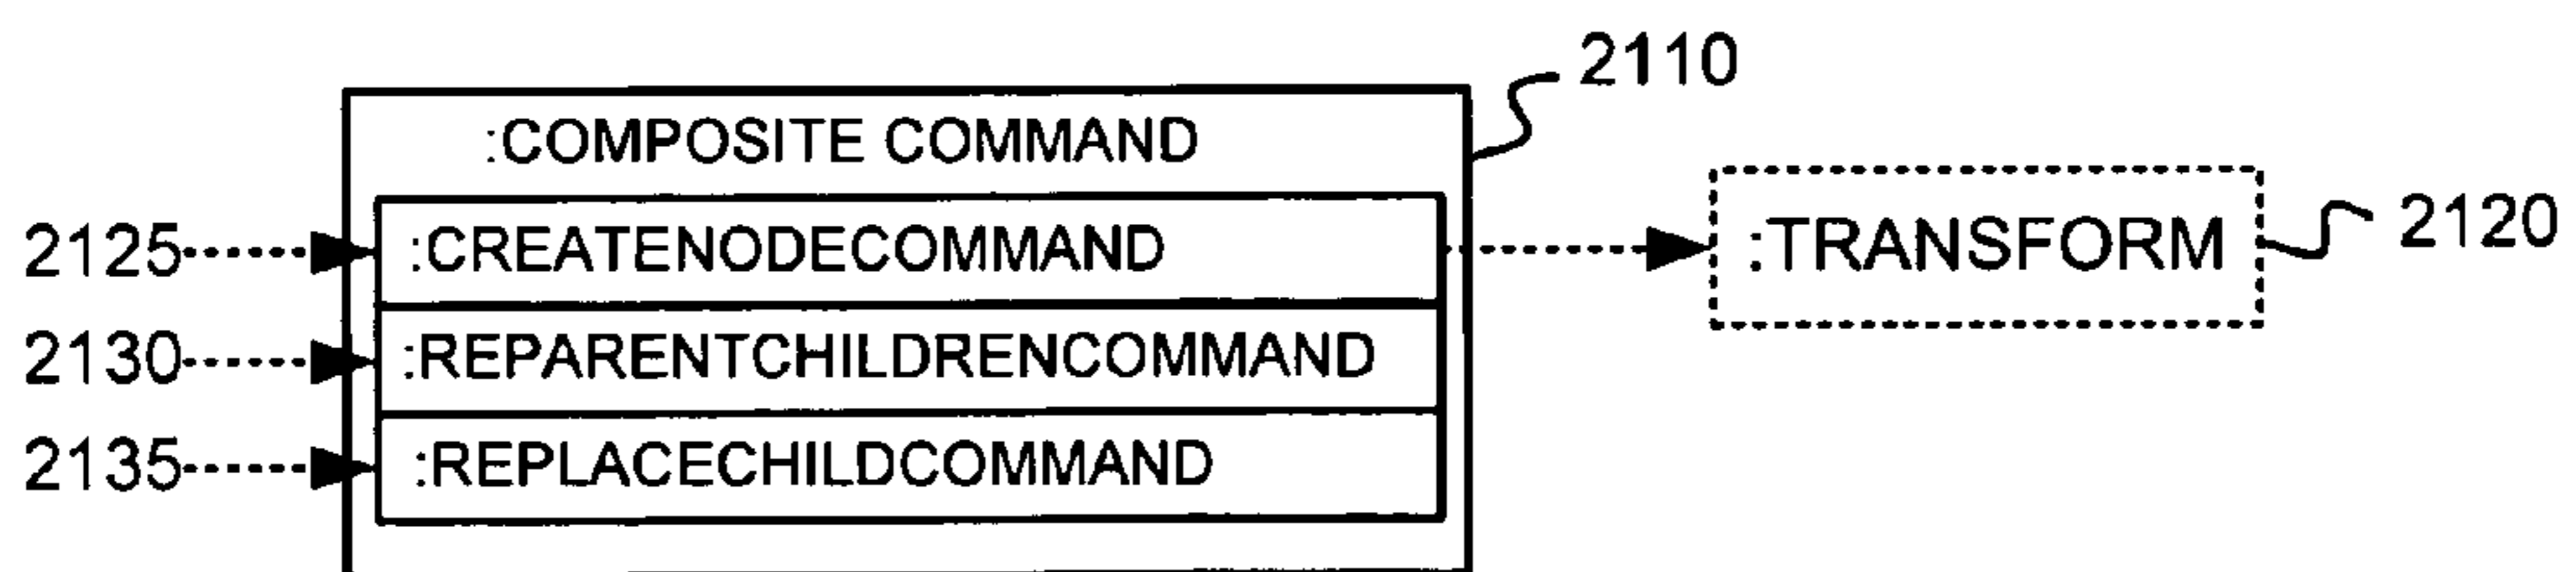 2110
:COMPOSITE COMMAND
2125 :CREATENODECOMMAND :TRANSFORM 2120
2130 :REPARENTCHILDRENCOMMAND
2135 :REPLACECHILDCOMMAND